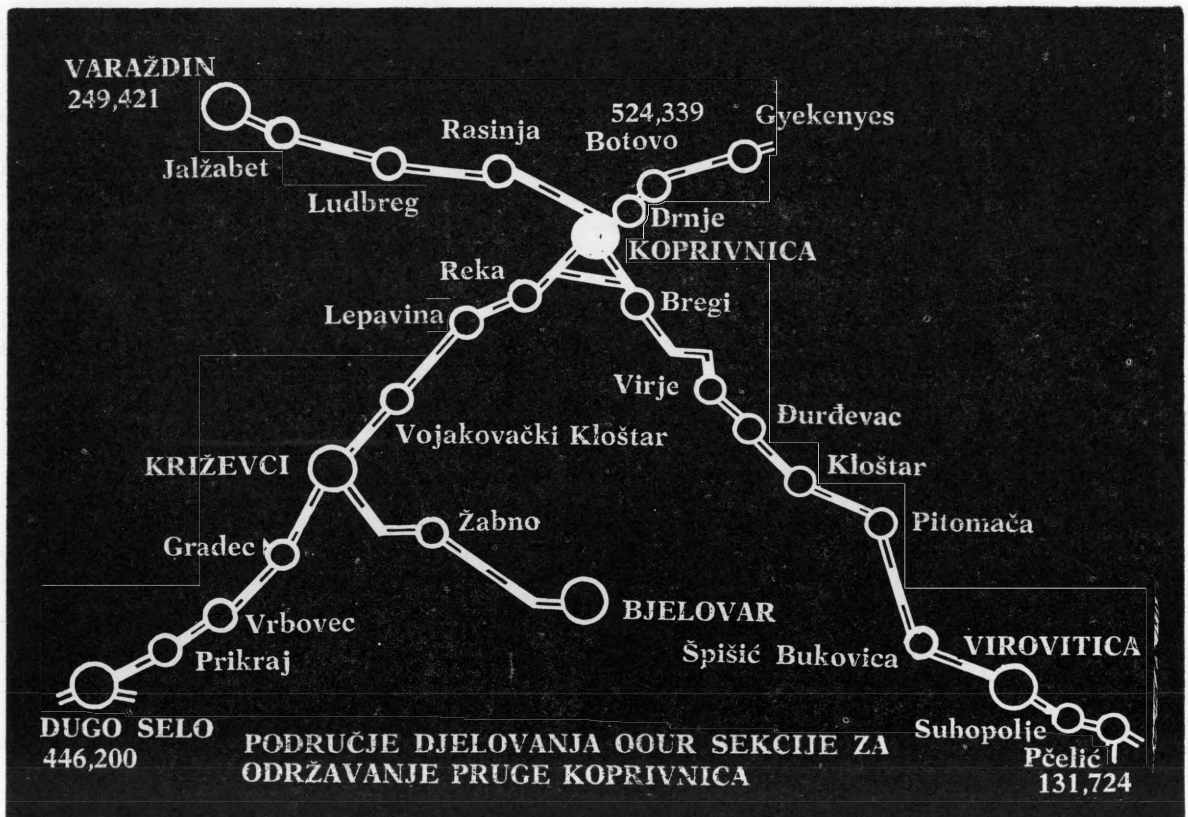 VARAŽDIN
249,421
Jalžabet
Ludbreg
Rasinja
524,339
Botovo
Gyekenyes
Drnje
KOPRIVNICA
Reka
Lepavina
Bregi
Virje
Đurđevac
Vojakovački Kloštar
Kloštar
KRIŽEVCI
Žabno
Pitomača
Gradec
BJELOVAR
Vrbovec
Prikraj
Špišić Bukovica
VIROVITICA
DUGO SELO
446,200
Suhopolje
Pčelić
131,724
PODRUČJE DJELOVANJA OOUR SEKCIJE ZA
ODRŽAVANJE PRUGE KOPRIVNICA